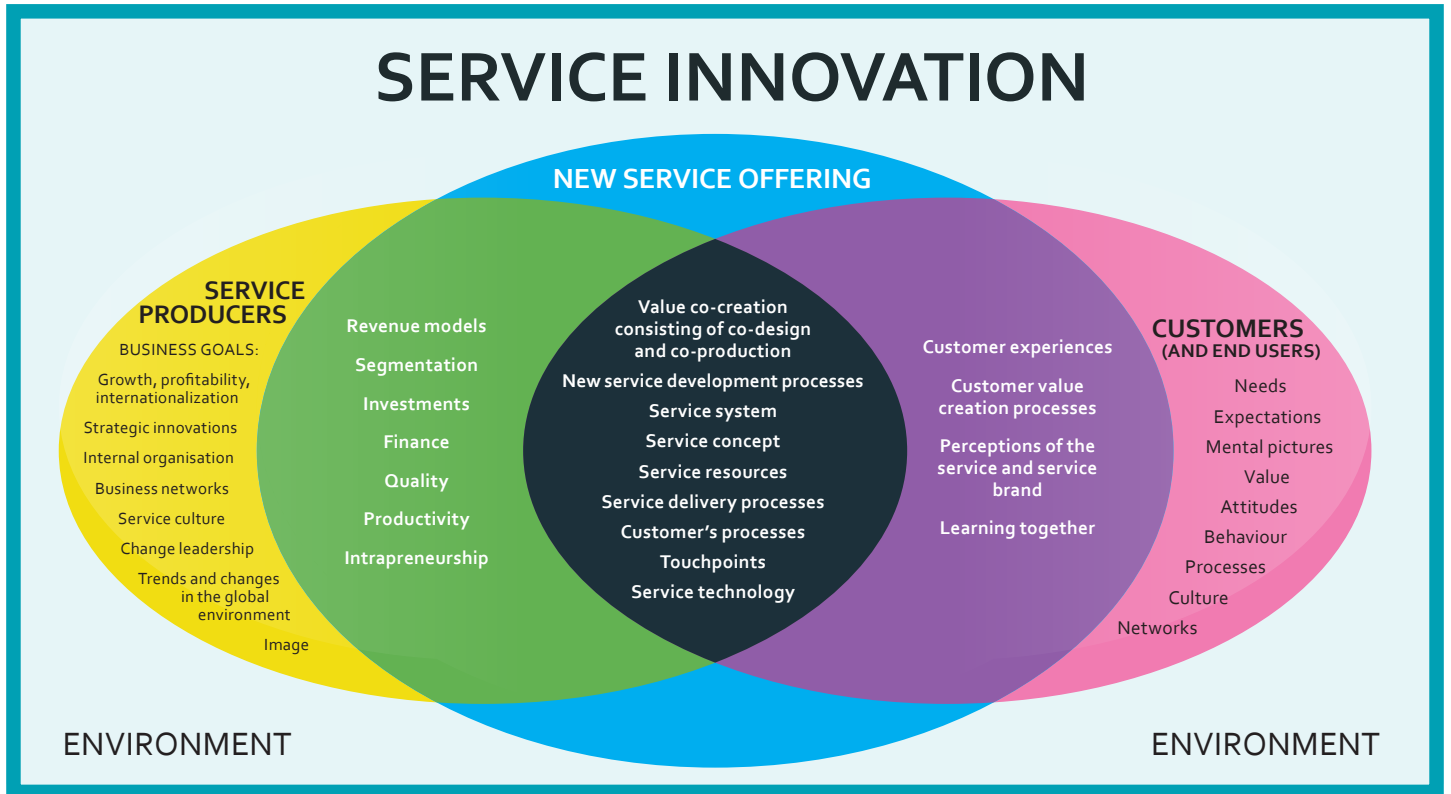 SERVICE INNOVATION
NEW SERVICE OFFERING
SERVICE
PRODUCERS
BUSINESS GOALS:
Growth, profitability,
internationalization
Strategic innovations
Internal organisation
Business networks
Service culture
Change leadership
Trends and changes
in the global
environment
Image
Revenue models
Segmentation
Investments
Finance
Quality
Productivity
Intrapreneurship
Value co-creation
consisting of co-design
and co-production
New service development processes
Service system
Service concept
Service resources
Service delivery processes
Customer’s processes
Touchpoints
Service technology
Customer experiences
Customer value
creation processes
Perceptions of the
service and service
brand
Learning together
CUSTOMERS
(AND END USERS)
Needs
Expectations
Mental pictures
Value
Attitudes
Behaviour
Processes
Culture
Networks
ENVIRONMENT
ENVIRONMENT